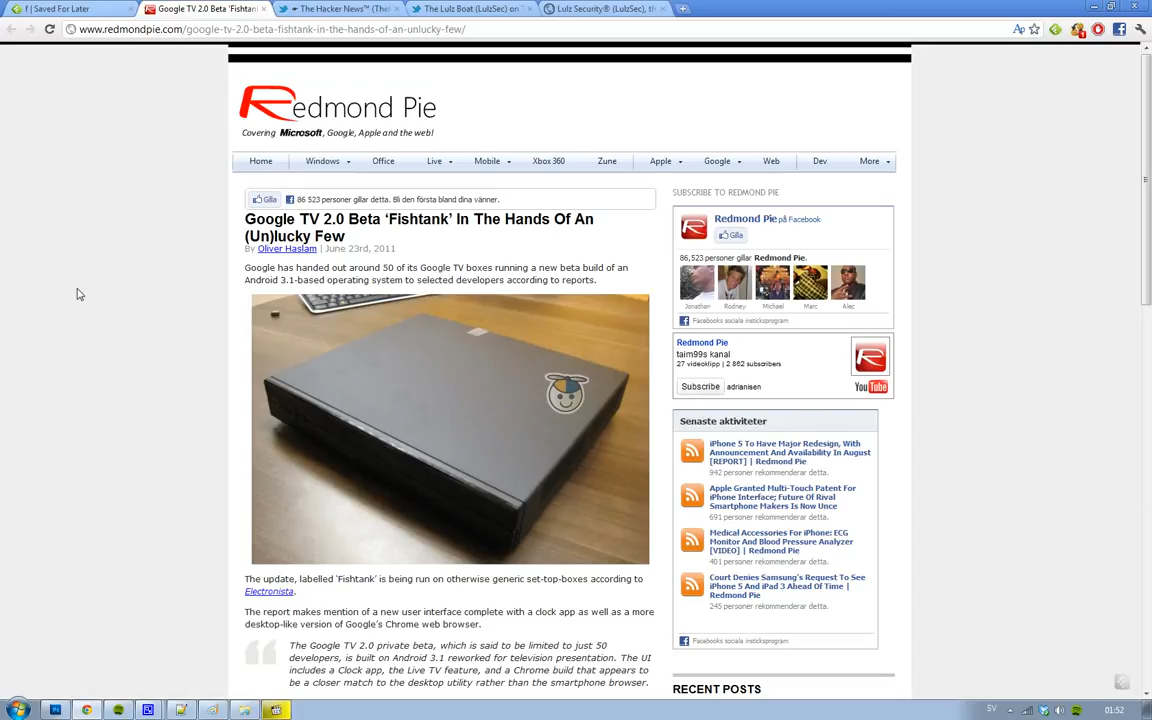 f | Saved For Later
Google TV 2.0 Beta 'Fishtan
The Hacker News™ (The
The Lulz Boat (LulzSec) on T
Lulz Security® (LulzSec), th
www.redmondpie.com/google-tv-2.0-beta-fishtank-in-the-hands-of-an-unlucky-few/
Redmond Pie
Covering Microsoft, Google, Apple and the web!
Home Windows Office Live Mobile Xbox 360 Zune Apple Google Web Dev More
Gilla 86 523 personer gillar detta. Bli den första bland dina vänner.
Google TV 2.0 Beta 'Fishtank' In The Hands Of An
(Un)lucky Few
By Oliver Haslam | June 23rd, 2011
Google has handed out around 50 of its Google TV boxes running a new beta build of an
Android 3.1-based operating system to selected developers according to reports.
The update, labelled 'Fishtank' is being run on otherwise generic set-top-boxes according to
Electronista.
The report makes mention of a new user interface complete with a clock app as well as a more
desktop-like version of Google's Chrome web browser.
The Google TV 2.0 private beta, which is said to be limited to just 50
developers, is built on Android 3.1 reworked for television presentation. The UI
includes a Clock app, the Live TV feature, and a Chrome build that appears to
be a closer match to the desktop utility rather than the smartphone browser.
SUBSCRIBE TO REDMOND PIE
Redmond Pie på Facebook
Gilla
86,523 personer gillar Redmond Pie.
Jonathan Rodney Michael Marc Alec
Facebooks sociala insticksprogram
Redmond Pie
taim99s kanal
27 videoklipp | 2 862 subscribers
Subscribe adrianisen
YouTube
Senaste aktiviteter
iPhone 5 To Have Major Redesign, With
Announcement And Availability In August
[REPORT] | Redmond Pie
942 personer rekommenderar detta.
Apple Granted Multi-Touch Patent For
iPhone Interface; Future Of Rival
Smartphone Makers Is Now Unce
691 personer rekommenderar detta.
Medical Accessories For iPhone: ECG
Monitor And Blood Pressure Analyzer
[VIDEO] | Redmond Pie
401 personer rekommenderar detta.
Court Denies Samsung's Request To See
iPhone 5 And iPad 3 Ahead Of Time |
Redmond Pie
245 personer rekommenderar detta.
Facebooks sociala insticksprogram
RECENT POSTS
SV
01:52